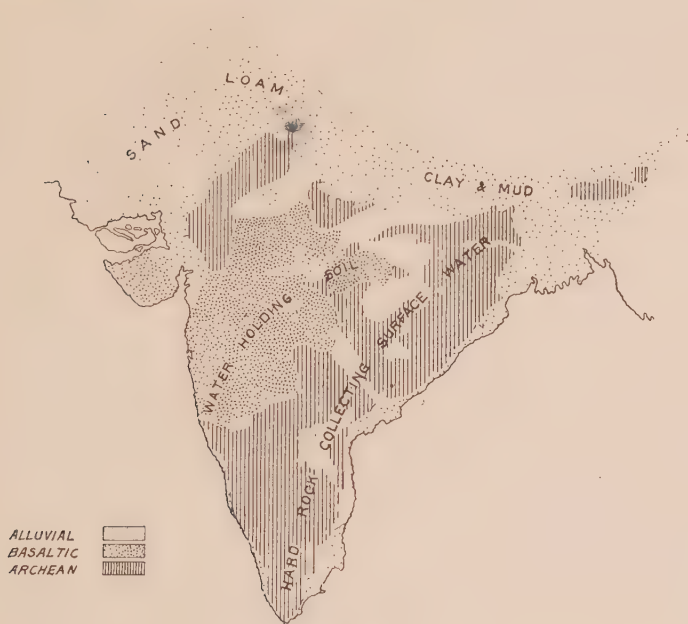 LOAM
SAND
CLAY & MUD
WATER HOLDING SOIL
HARD ROCK- COLLECTING SURFACE WATER
ALLUVIAL
BASALTIC
ARCHEAN